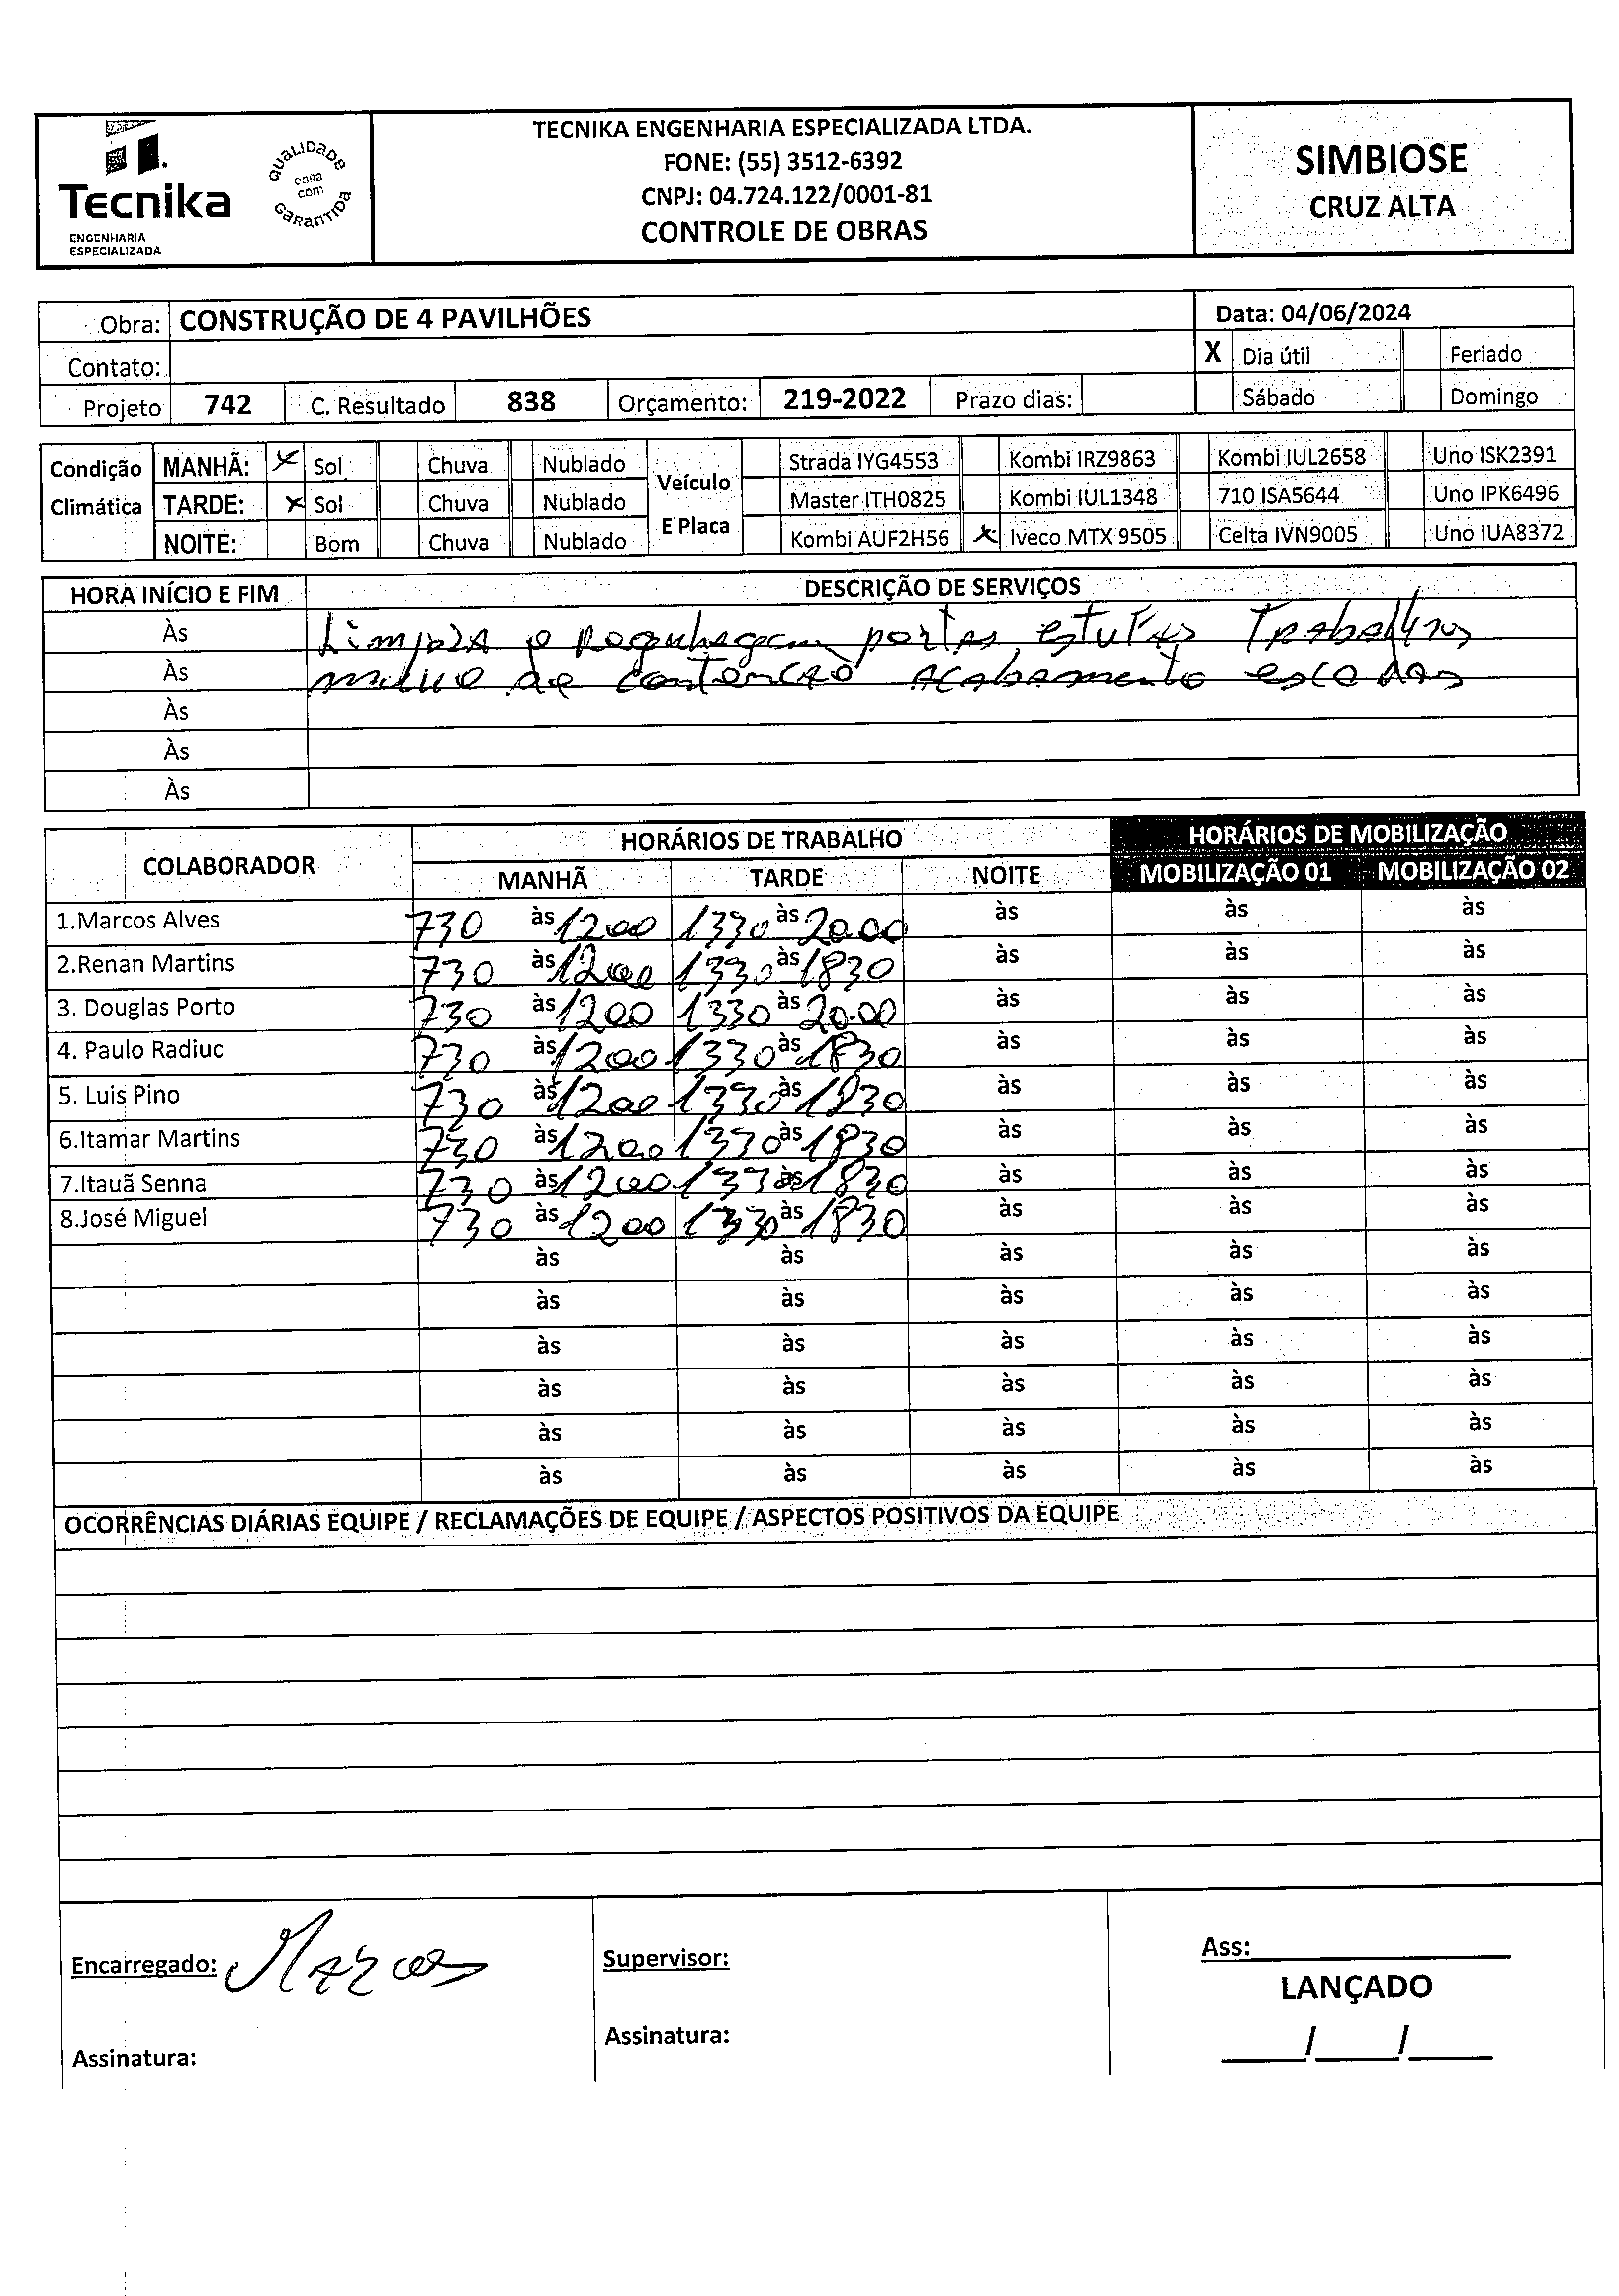 Tecnika
ENGENHARIA
ESPECIALIZADA
QUALIDADE
COM
GARANTIDA
TECNIKA ENGENHARIA ESPECIALIZADA LTDA.
FONE: (55) 3512-6392
CNPJ: 04.724.122/0001-81
CONTROLE DE OBRAS
SIMBIOSE
CRUZ ALTA
Obra: CONSTRUÇÃO DE 4 PAVILHÕES Data: 04/06/2024
Contato: X Dia útil Feriado
Projeto 742 C. Resultado 838 Orçamento: 219-2022 Prazo dias: Sábado Domingo
Condição MANHÃ: X Sol Chuva Nublado Veículo Strada IYG4553 Kombi IRZ9863 Kombi IUL2658 Uno ISK2391
Climática TARDE: X Sol Chuva Nublado E Placa Master ITH0825 Kombi IUL1348 710 ISA5644 Uno IPK6496
NOITE: Bom Chuva Nublado Kombi AUF2H56 X Iveco MTX 9505 Celta IVN9005 Uno IUA8372
HORA INÍCIO E FIM DESCRIÇÃO DE SERVIÇOS
Às Limpeza e portas
Às de contenção acabamento escadas
Às
Às
Às
COLABORADOR HORÁRIOS DE TRABALHO HORÁRIOS DE MOBILIZAÇÃO
MANHÃ TARDE NOITE MOBILIZAÇÃO 01 MOBILIZAÇÃO 02
1.Marcos Alves 730 às 1200 1330 às 20.00 às às às
2.Renan Martins 730 às 1200 1330 às 1830 às às às
3. Douglas Porto 730 às 1200 1330 às 20.00 às às às
4. Paulo Radiuc 730 às 1200 1330 às 1830 às às às
5. Luis Pino 730 às 1200 1330 às 1830 às às às
6.Itamar Martins 730 às 1200 1330 às 1830 às às às
7.Itauã Senna 730 às 1200 1330 às 1830 às às às
8.José Miguel 730 às 1200 1330 às 1830 às às às
às às às às às
às às às às às
às às às às às
às às às às às
às às às às às
às às às às às
OCORRÊNCIAS DIÁRIAS EQUIPE / RECLAMAÇÕES DE EQUIPE / ASPECTOS POSITIVOS DA EQUIPE
Encarregado: Marcos Supervisor: Ass:
LANÇADO
Assinatura: Assinatura: / /